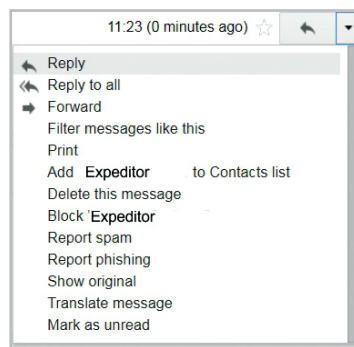 11:23 (0 minutes ago)
Reply
Reply to all
Forward
Filter messages like this
Print
Add Expeditor to Contacts list
Delete this message
Block 'Expeditor
Report spam
Report phishing
Show original
Translate message
Mark as unread